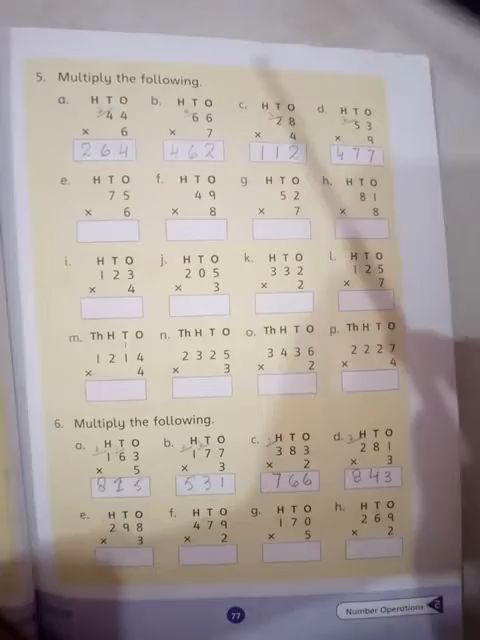 5. Multiply the following.
a. H T O b. H T O c. H T O d. H T O
4 4 6 6 2 8 5 3
× 6 × 7 × 4 × 9
2 6 4 4 6 2 1 1 2 4 7 7
e. H T O f. H T O g. H T O h. H T O
7 5 4 9 5 2 8 1
× 6 × 8 × 7 × 8
i. H T O j. H T O k. H T O l. H T O
1 2 3 2 0 5 3 3 2 1 2 5
× 4 × 3 × 2 × 7
m. Th H T O n. Th H T O o. Th H T O p. Th H T O
1 2 1 4 2 3 2 5 3 4 3 6 2 2 2 7
× 4 × 3 × 2 × 4
6. Multiply the following.
a. H T O b. H T O c. H T O d. H T O
1 6 3 1 7 7 3 8 3 2 8 1
× 5 × 3 × 2 × 3
8 1 5 5 3 1 7 6 6 8 4 3
e. H T O f. H T O g. H T O h. H T O
2 9 8 4 7 9 1 7 0 2 6 9
× 3 × 2 × 5 × 2
77 Number Operations 2